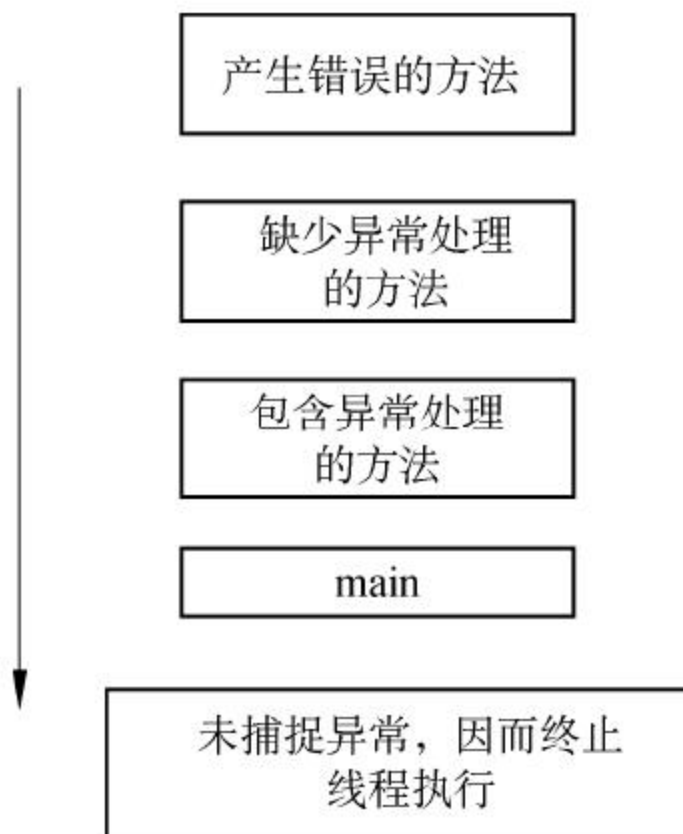 产生错误的方法
缺少异常处理
的方法
包含异常处理
的方法
main
未捕捉异常，因而终止
线程执行